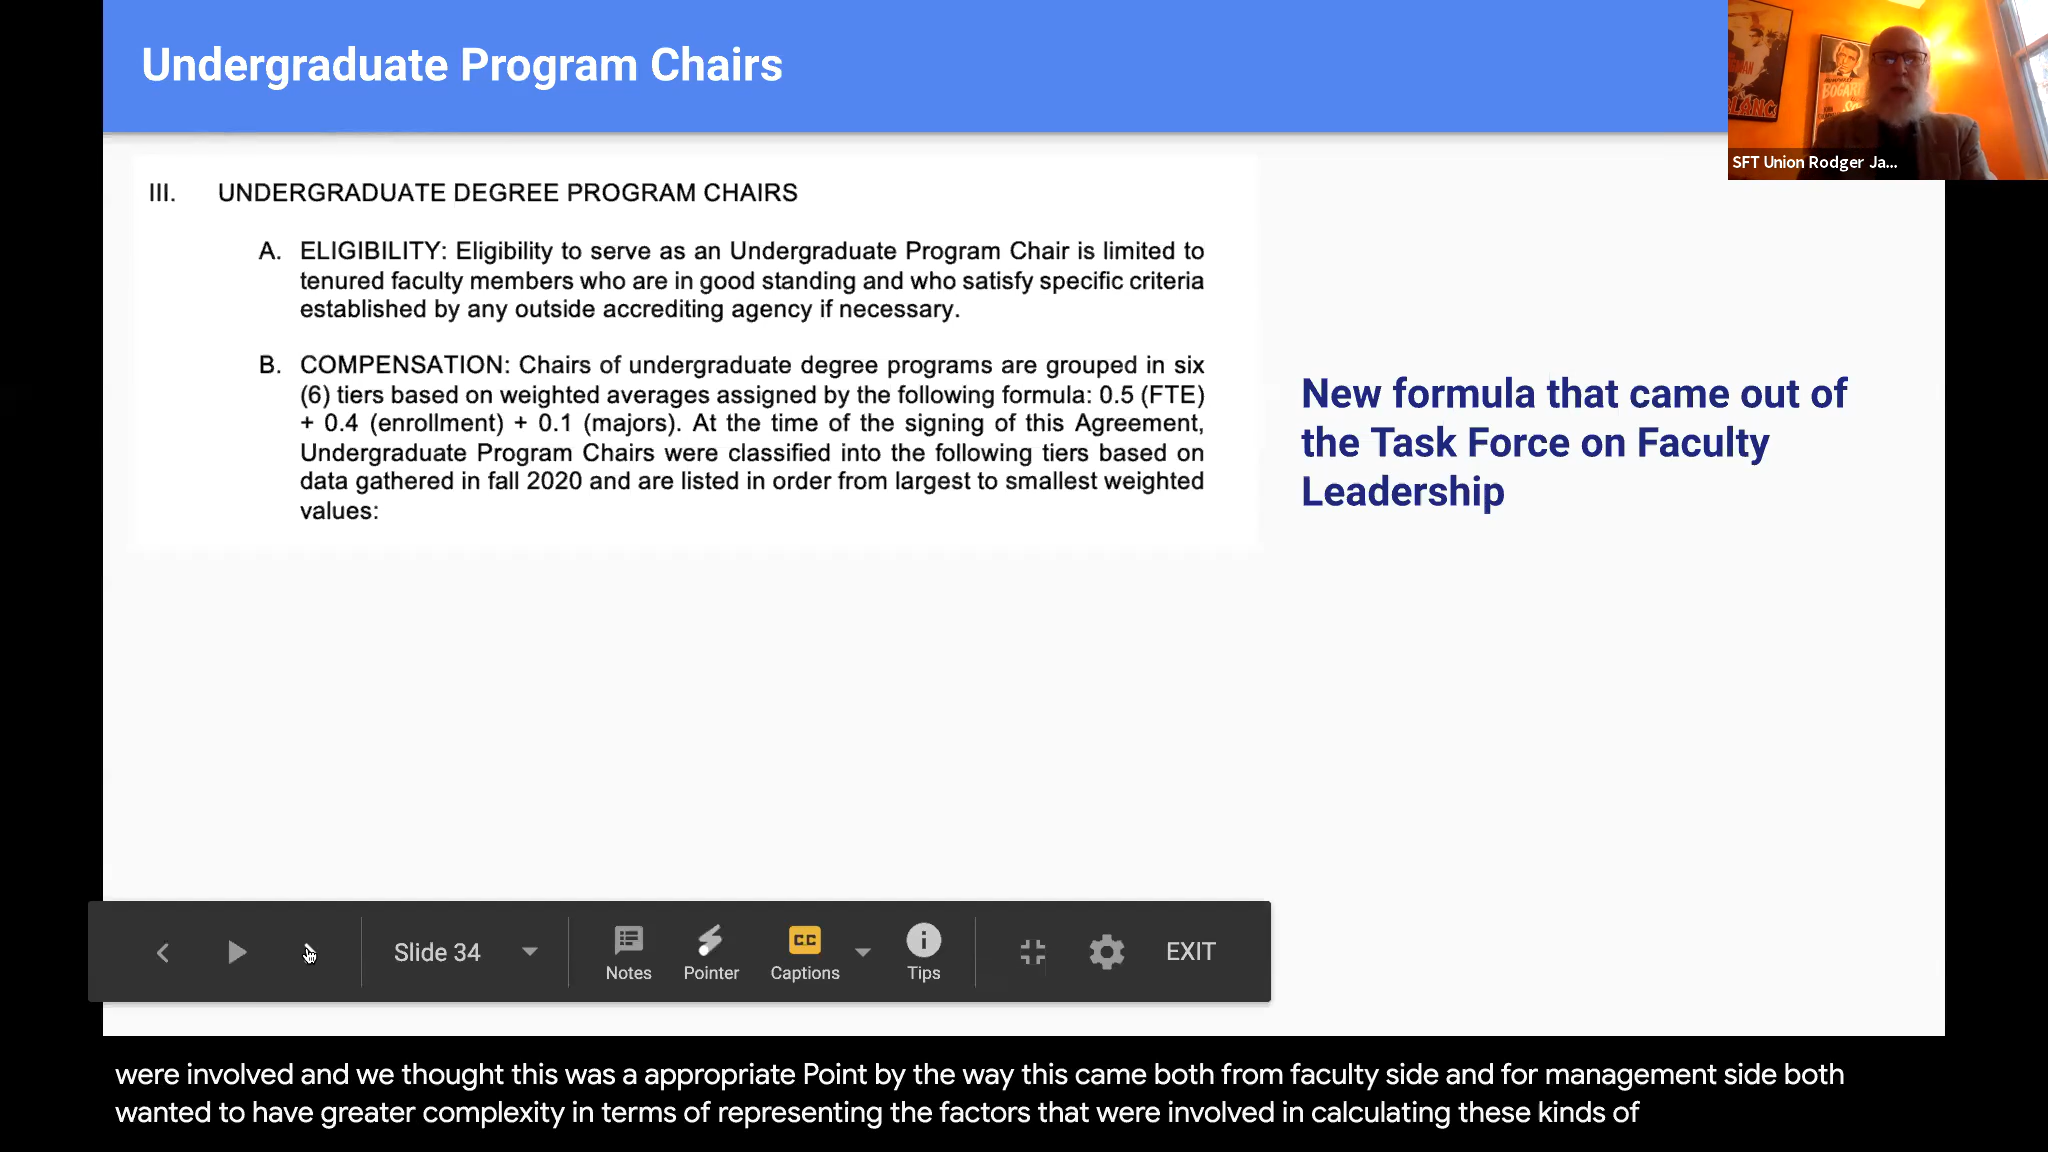 Undergraduate Program Chairs
BOGART
SFT Union Rodger Ja...
III. UNDERGRADUATE DEGREE PROGRAM CHAIRS
A. ELIGIBILITY: Eligibility to serve as an Undergraduate Program Chair is limited to
tenured faculty members who are in good standing and who satisfy specific criteria
established by any outside accrediting agency if necessary.
B. COMPENSATION: Chairs of undergraduate degree programs are grouped in six
(6) tiers based on weighted averages assigned by the following formula: 0.5 (FTE)
+ 0.4 (enrollment) + 0.1 (majors). At the time of the signing of this Agreement,
Undergraduate Program Chairs were classified into the following tiers based on
data gathered in fall 2020 and are listed in order from largest to smallest weighted
values:
New formula that came out of
the Task Force on Faculty
Leadership
Slide 34
Notes
Pointer
CC
Captions
Tips
EXIT
were involved and we thought this was a appropriate Point by the way this came both from faculty side and for management side both
wanted to have greater complexity in terms of representing the factors that were involved in calculating these kinds of